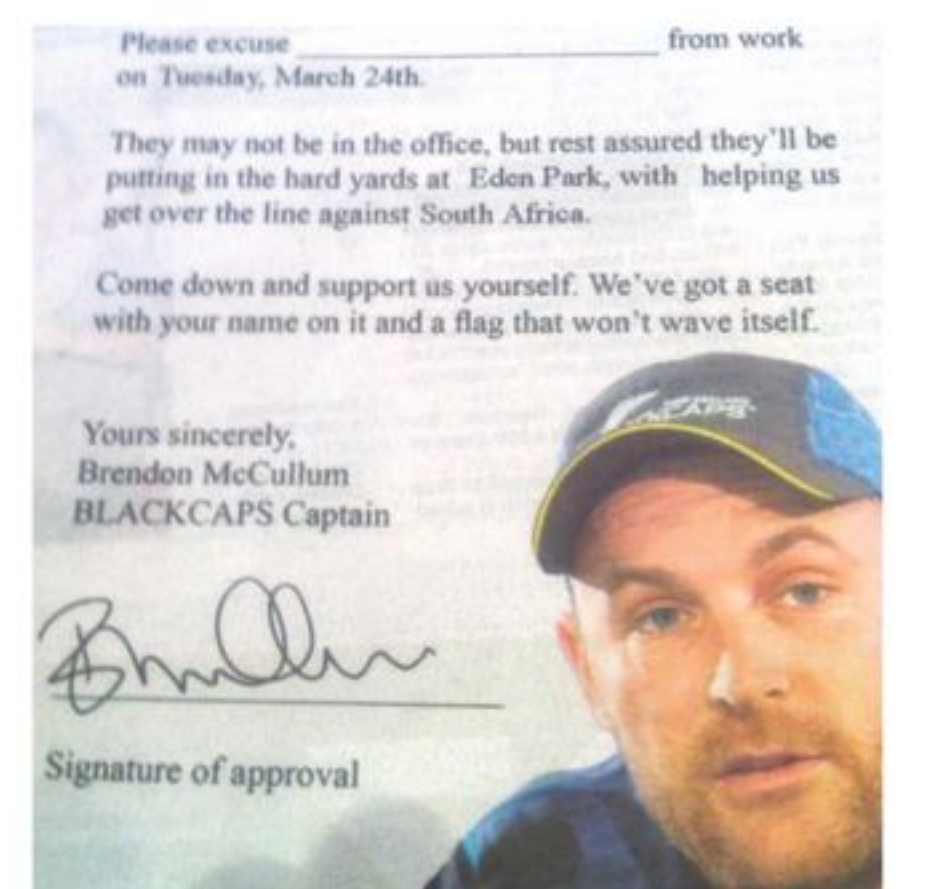 Please excuse ____________________ from work
on Tuesday, March 24th.
They may not be in the office, but rest assured they'll be
putting in the hard yards at Eden Park, with helping us
get over the line against South Africa.
Come down and support us yourself. We've got a seat
with your name on it and a flag that won't wave itself.
Yours sincerely,
Brendon McCullum
BLACKCAPS Captain
Signature of approval